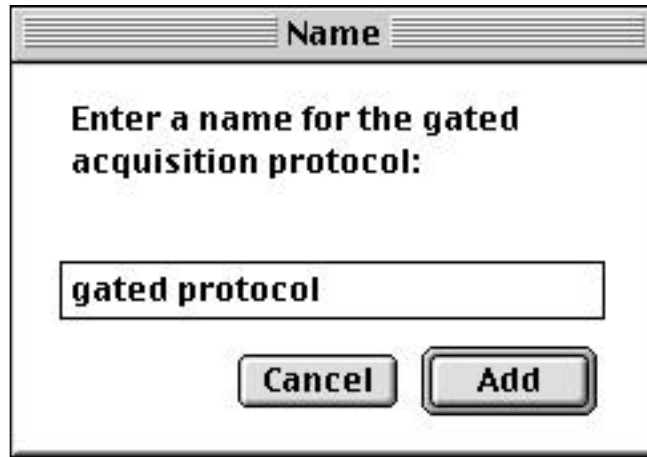 Name
Enter a name for the gated
acquisition protocol:
gated protocol
Cancel Add